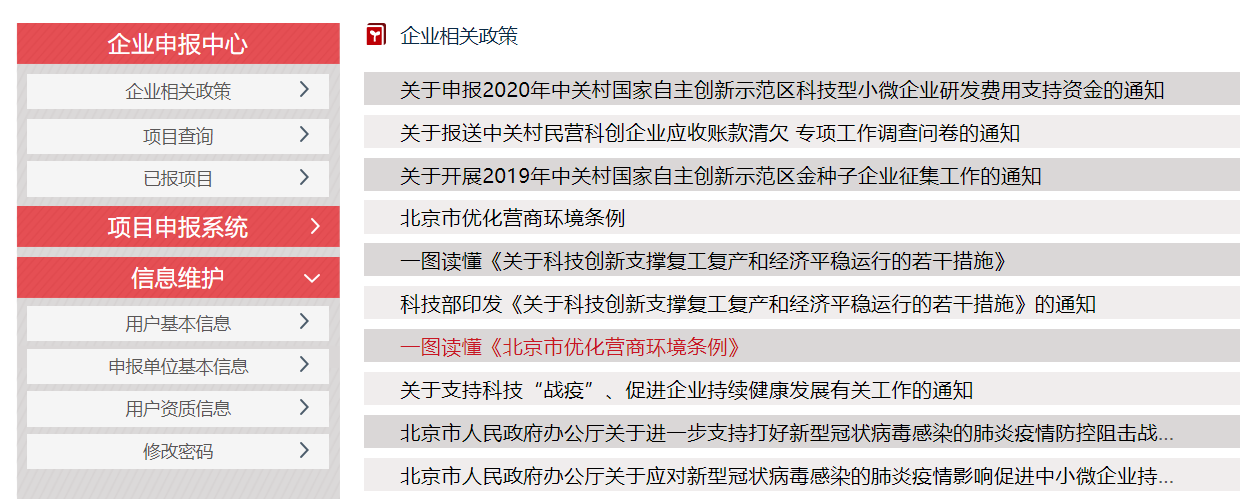 企业申报中心
企业相关政策
项目查询
已报项目
项目申报系统
信息维护
用户基本信息
申报单位基本信息
用户资质信息
修改密码
企业相关政策
关于申报2020年中关村国家自主创新示范区科技型小微企业研发费用支持资金的通知
关于报送中关村民营科创企业应收账款清欠 专项工作调查问卷的通知
关于开展2019年中关村国家自主创新示范区金种子企业征集工作的通知
北京市优化营商环境条例
一图读懂《关于科技创新支撑复工复产和经济平稳运行的若干措施》
科技部印发《关于科技创新支撑复工复产和经济平稳运行的若干措施》的通知
一图读懂《北京市优化营商环境条例》
关于支持科技“战疫”、促进企业持续健康发展有关工作的通知
北京市人民政府办公厅关于进一步支持打好新型冠状病毒感染的肺炎疫情防控阻击战...
北京市人民政府办公厅关于应对新型冠状病毒感染的肺炎疫情影响促进中小微企业持...